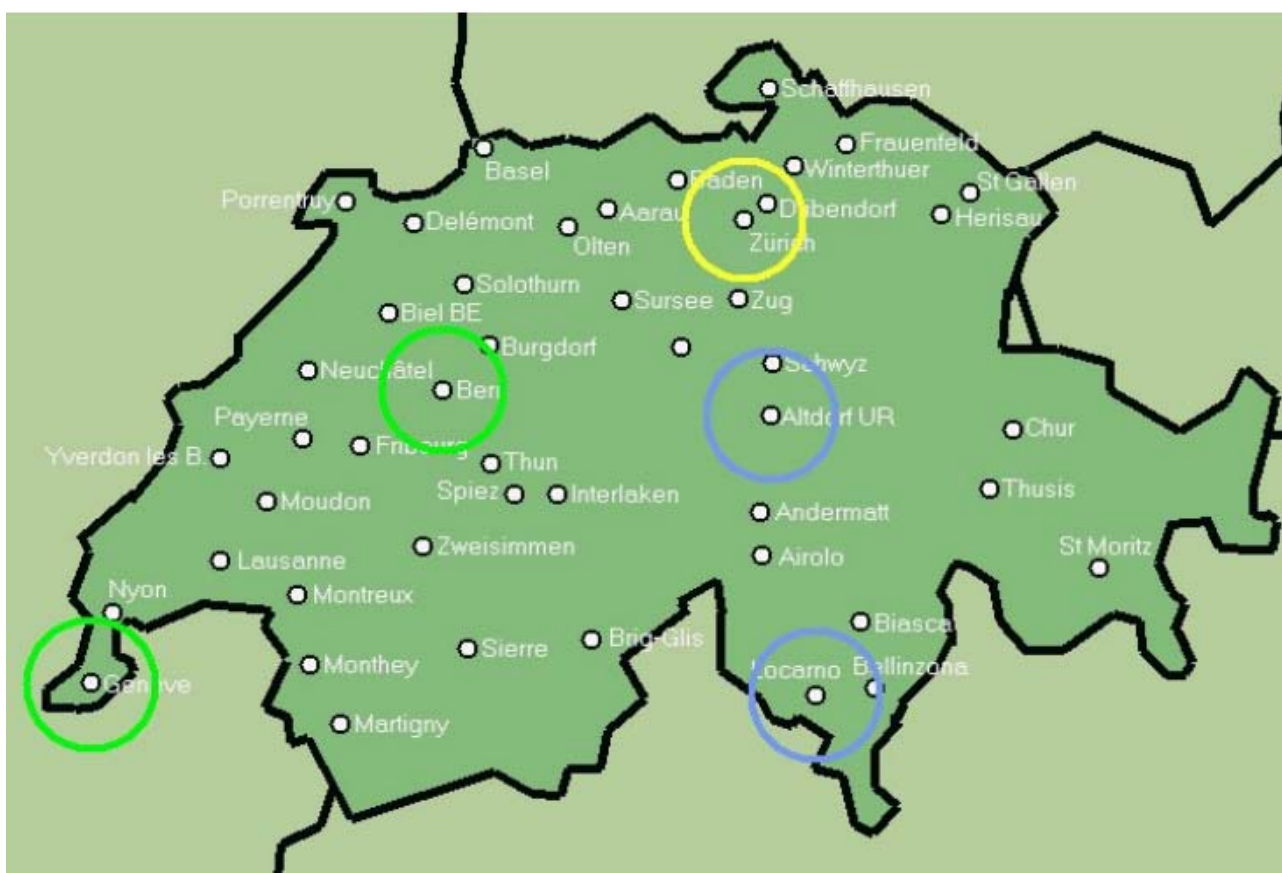 Schaffhausen
Frauenfeld
Basel
Winterthuer
Baden
St Gallen
Porrentruy
Dübendorf
Aarau
Herisau
Delémont
Olten
Zürich
Solothurn
Sursee
Zug
Biel BE
Burgdorf
Schwyz
Neuchâtel
Bern
Payerne
Altdorf UR
Chur
Fribourg
Yverdon les B.
Thun
Spiez
Interlaken
Thusis
Moudon
Andermatt
Zweisimmen
Airolo
St Moritz
Lausanne
Nyon
Montreux
Biasca
Brig-Glis
Sierre
Monthey
Locarno
Bellinzona
Genève
Martigny